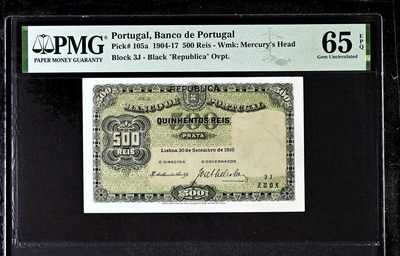 PMG
PAPER MONEY GUARANTY
Portugal, Banco de Portugal
Pick# 105a 1904-17 500 Reis - Wmk: Mercury's Head
Block 3J - Black "Republica" Ovpt.
65 EPQ
Gem Uncirculated
500
500
REPUBLICA
BANCO DE PORTUGAL
QUINHENTOS REIS
PRATA
500
REIS
Lisboa 30 de Setembro de 1910
O DIRECTOR
O GOVERNADOR
3 J
500